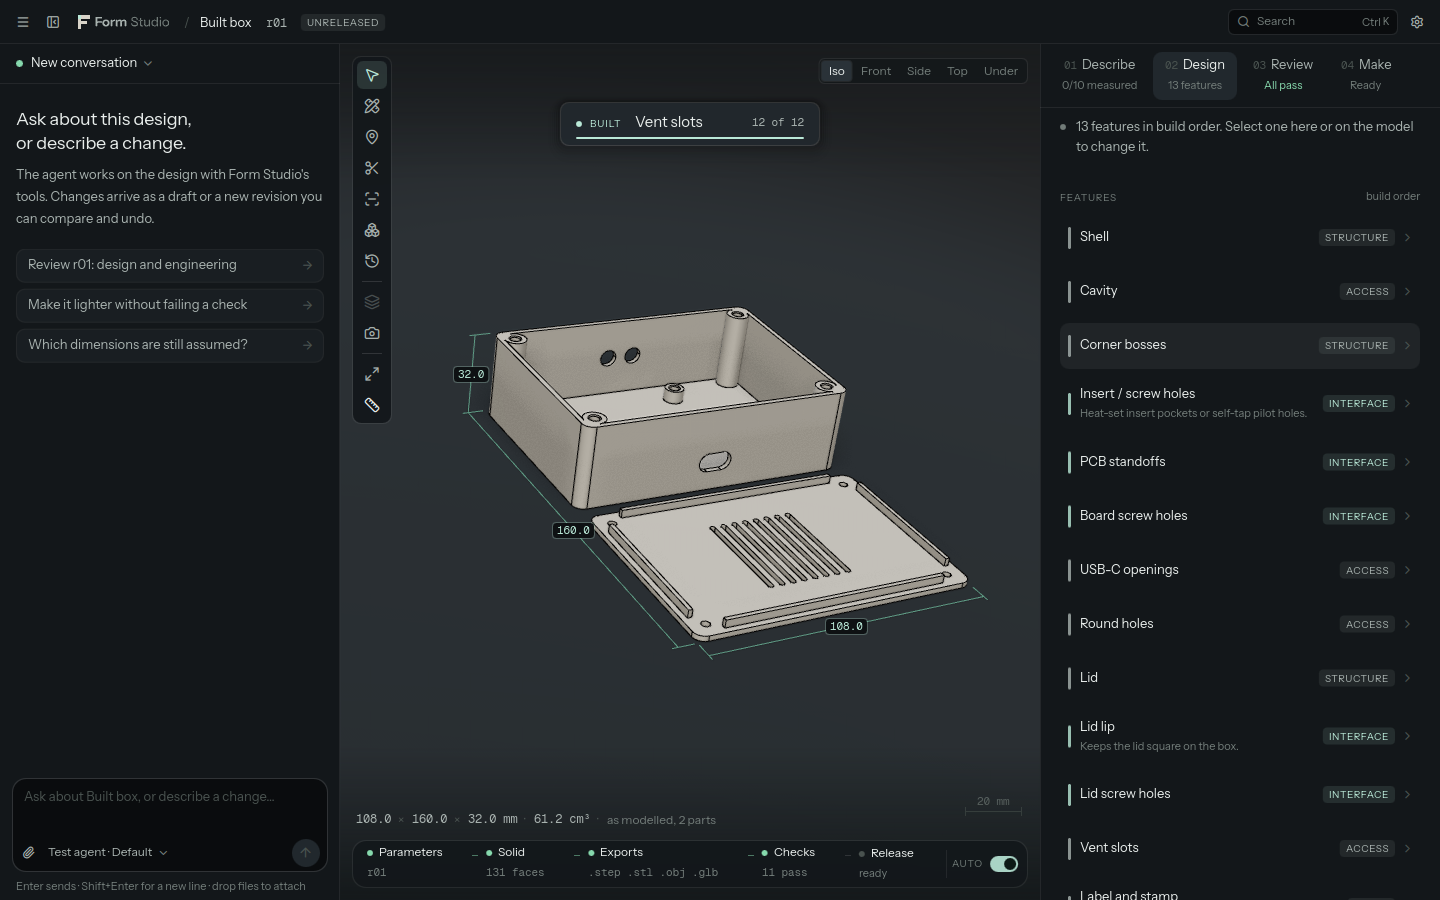 Form Studio / Built box r01 UNRELEASED
Search Ctrl K
New conversation
Ask about this design,
or describe a change.
The agent works on the design with Form Studio's
tools. Changes arrive as a draft or a new revision you
can compare and undo.
Review r01: design and engineering
Make it lighter without failing a check
Which dimensions are still assumed?
Ask about Built box, or describe a change...
Test agent · Default
Enter sends · Shift+Enter for a new line · drop files to attach
Iso Front Side Top Under
BUILT Vent slots 12 of 12
32.0
160.0
108.0
20 mm
108.0 × 160.0 × 32.0 mm · 61.2 cm³ · as modelled, 2 parts
Parameters
r01
Solid
131 faces
Exports
.step .stl .obj .glb
Checks
11 pass
Release
ready
AUTO
01 Describe
0/10 measured
02 Design
13 features
03 Review
All pass
04 Make
Ready
13 features in build order. Select one here or on the model
to change it.
FEATURES build order
Shell STRUCTURE
Cavity ACCESS
Corner bosses STRUCTURE
Insert / screw holes INTERFACE
Heat-set insert pockets or self-tap pilot holes.
PCB standoffs INTERFACE
Board screw holes INTERFACE
USB-C openings ACCESS
Round holes ACCESS
Lid STRUCTURE
Lid lip INTERFACE
Keeps the lid square on the box.
Lid screw holes INTERFACE
Vent slots ACCESS
Label and stamp